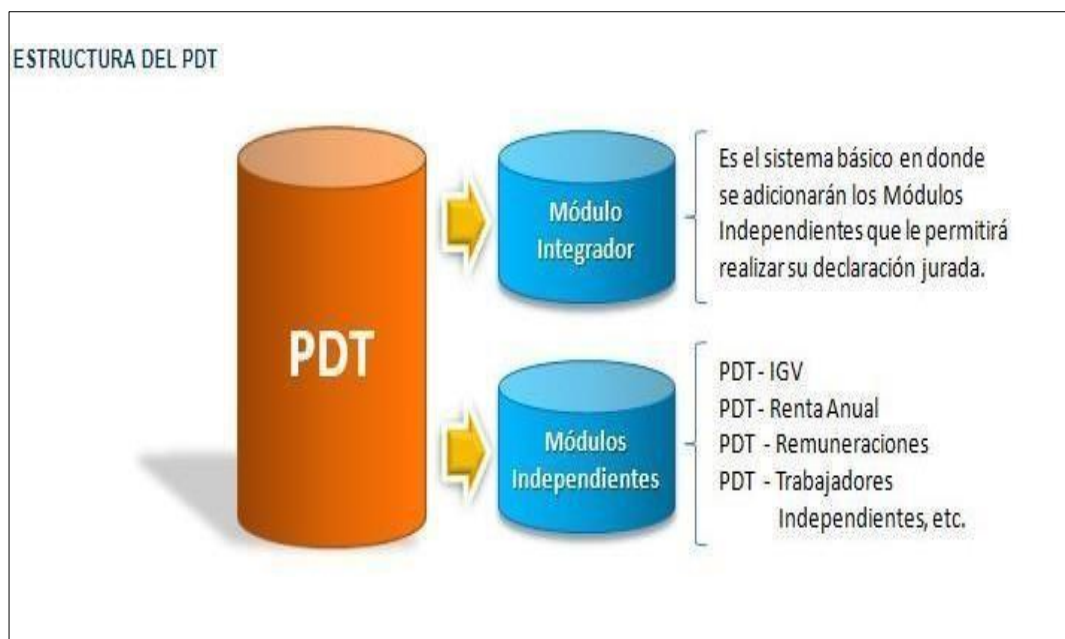 ESTRUCTURA DEL PDT
PDT
Módulo
Integrador
Es el sistema básico en donde
se adicionarán los Módulos
Independientes que le permitirá
realizar su declaración jurada.
Módulos
Independientes
PDT - IGV
PDT - Renta Anual
PDT - Remuneraciones
PDT - Trabajadores
Independientes, etc.